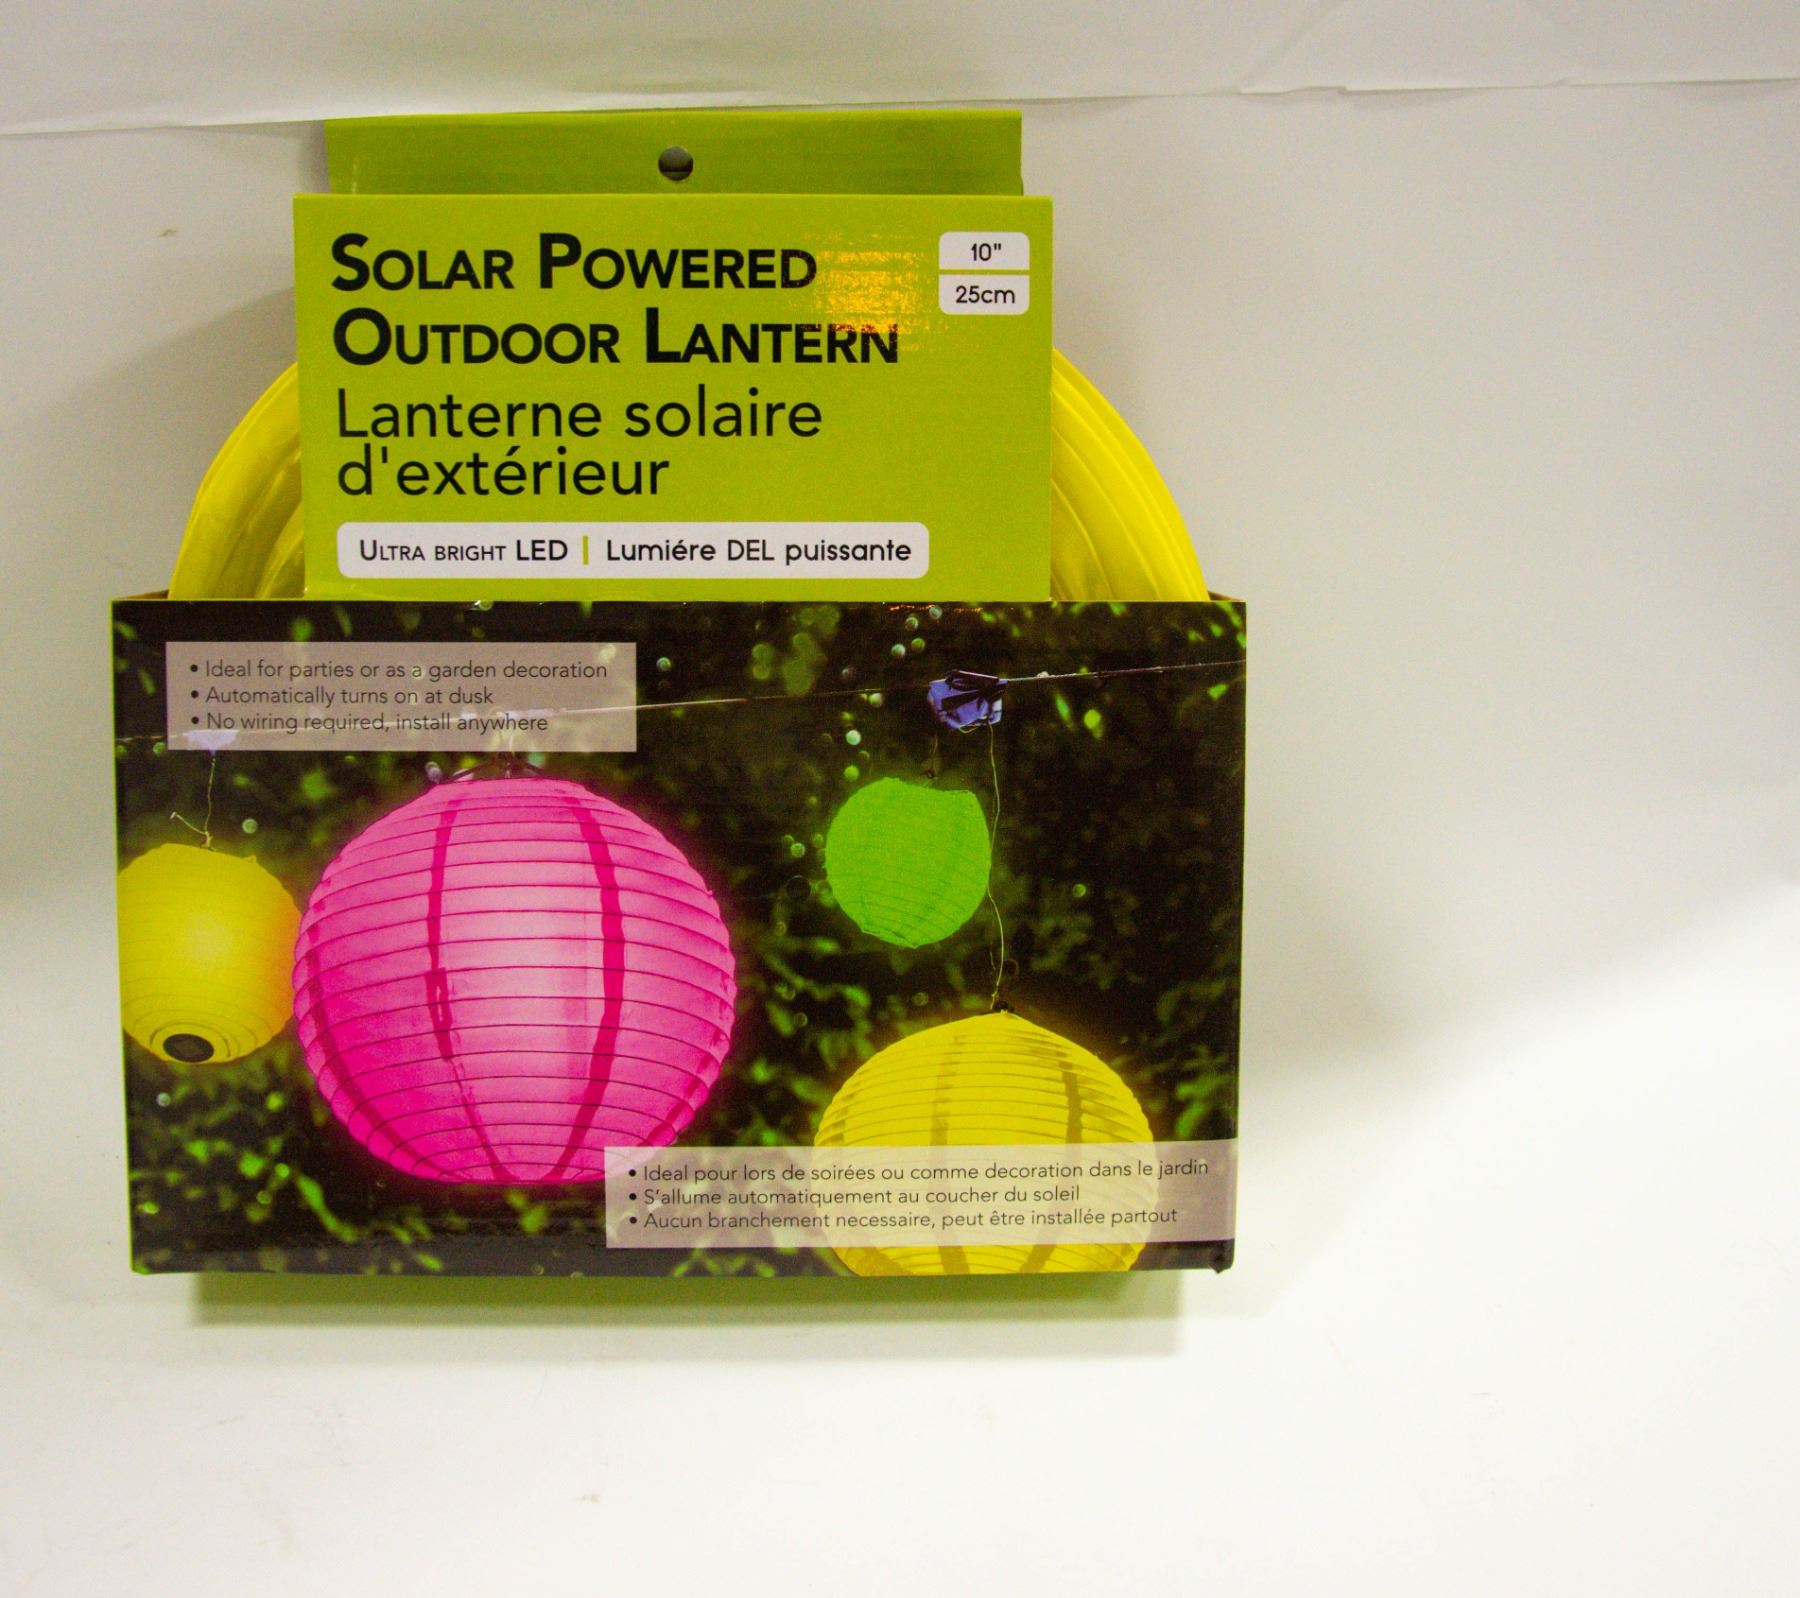 SOLAR POWERED
OUTDOOR LANTERN
Lanterne solaire
d'extérieur
10"
25cm
ULTRA BRIGHT LED | Lumiére DEL puissante
• Ideal for parties or as a garden decoration
• Automatically turns on at dusk
• No wiring required, install anywhere
• Ideal pour lors de soirées ou comme decoration dans le jardin
• S'allume automatiquement au coucher du soleil
• Aucun branchement necessaire, peut être installée partout